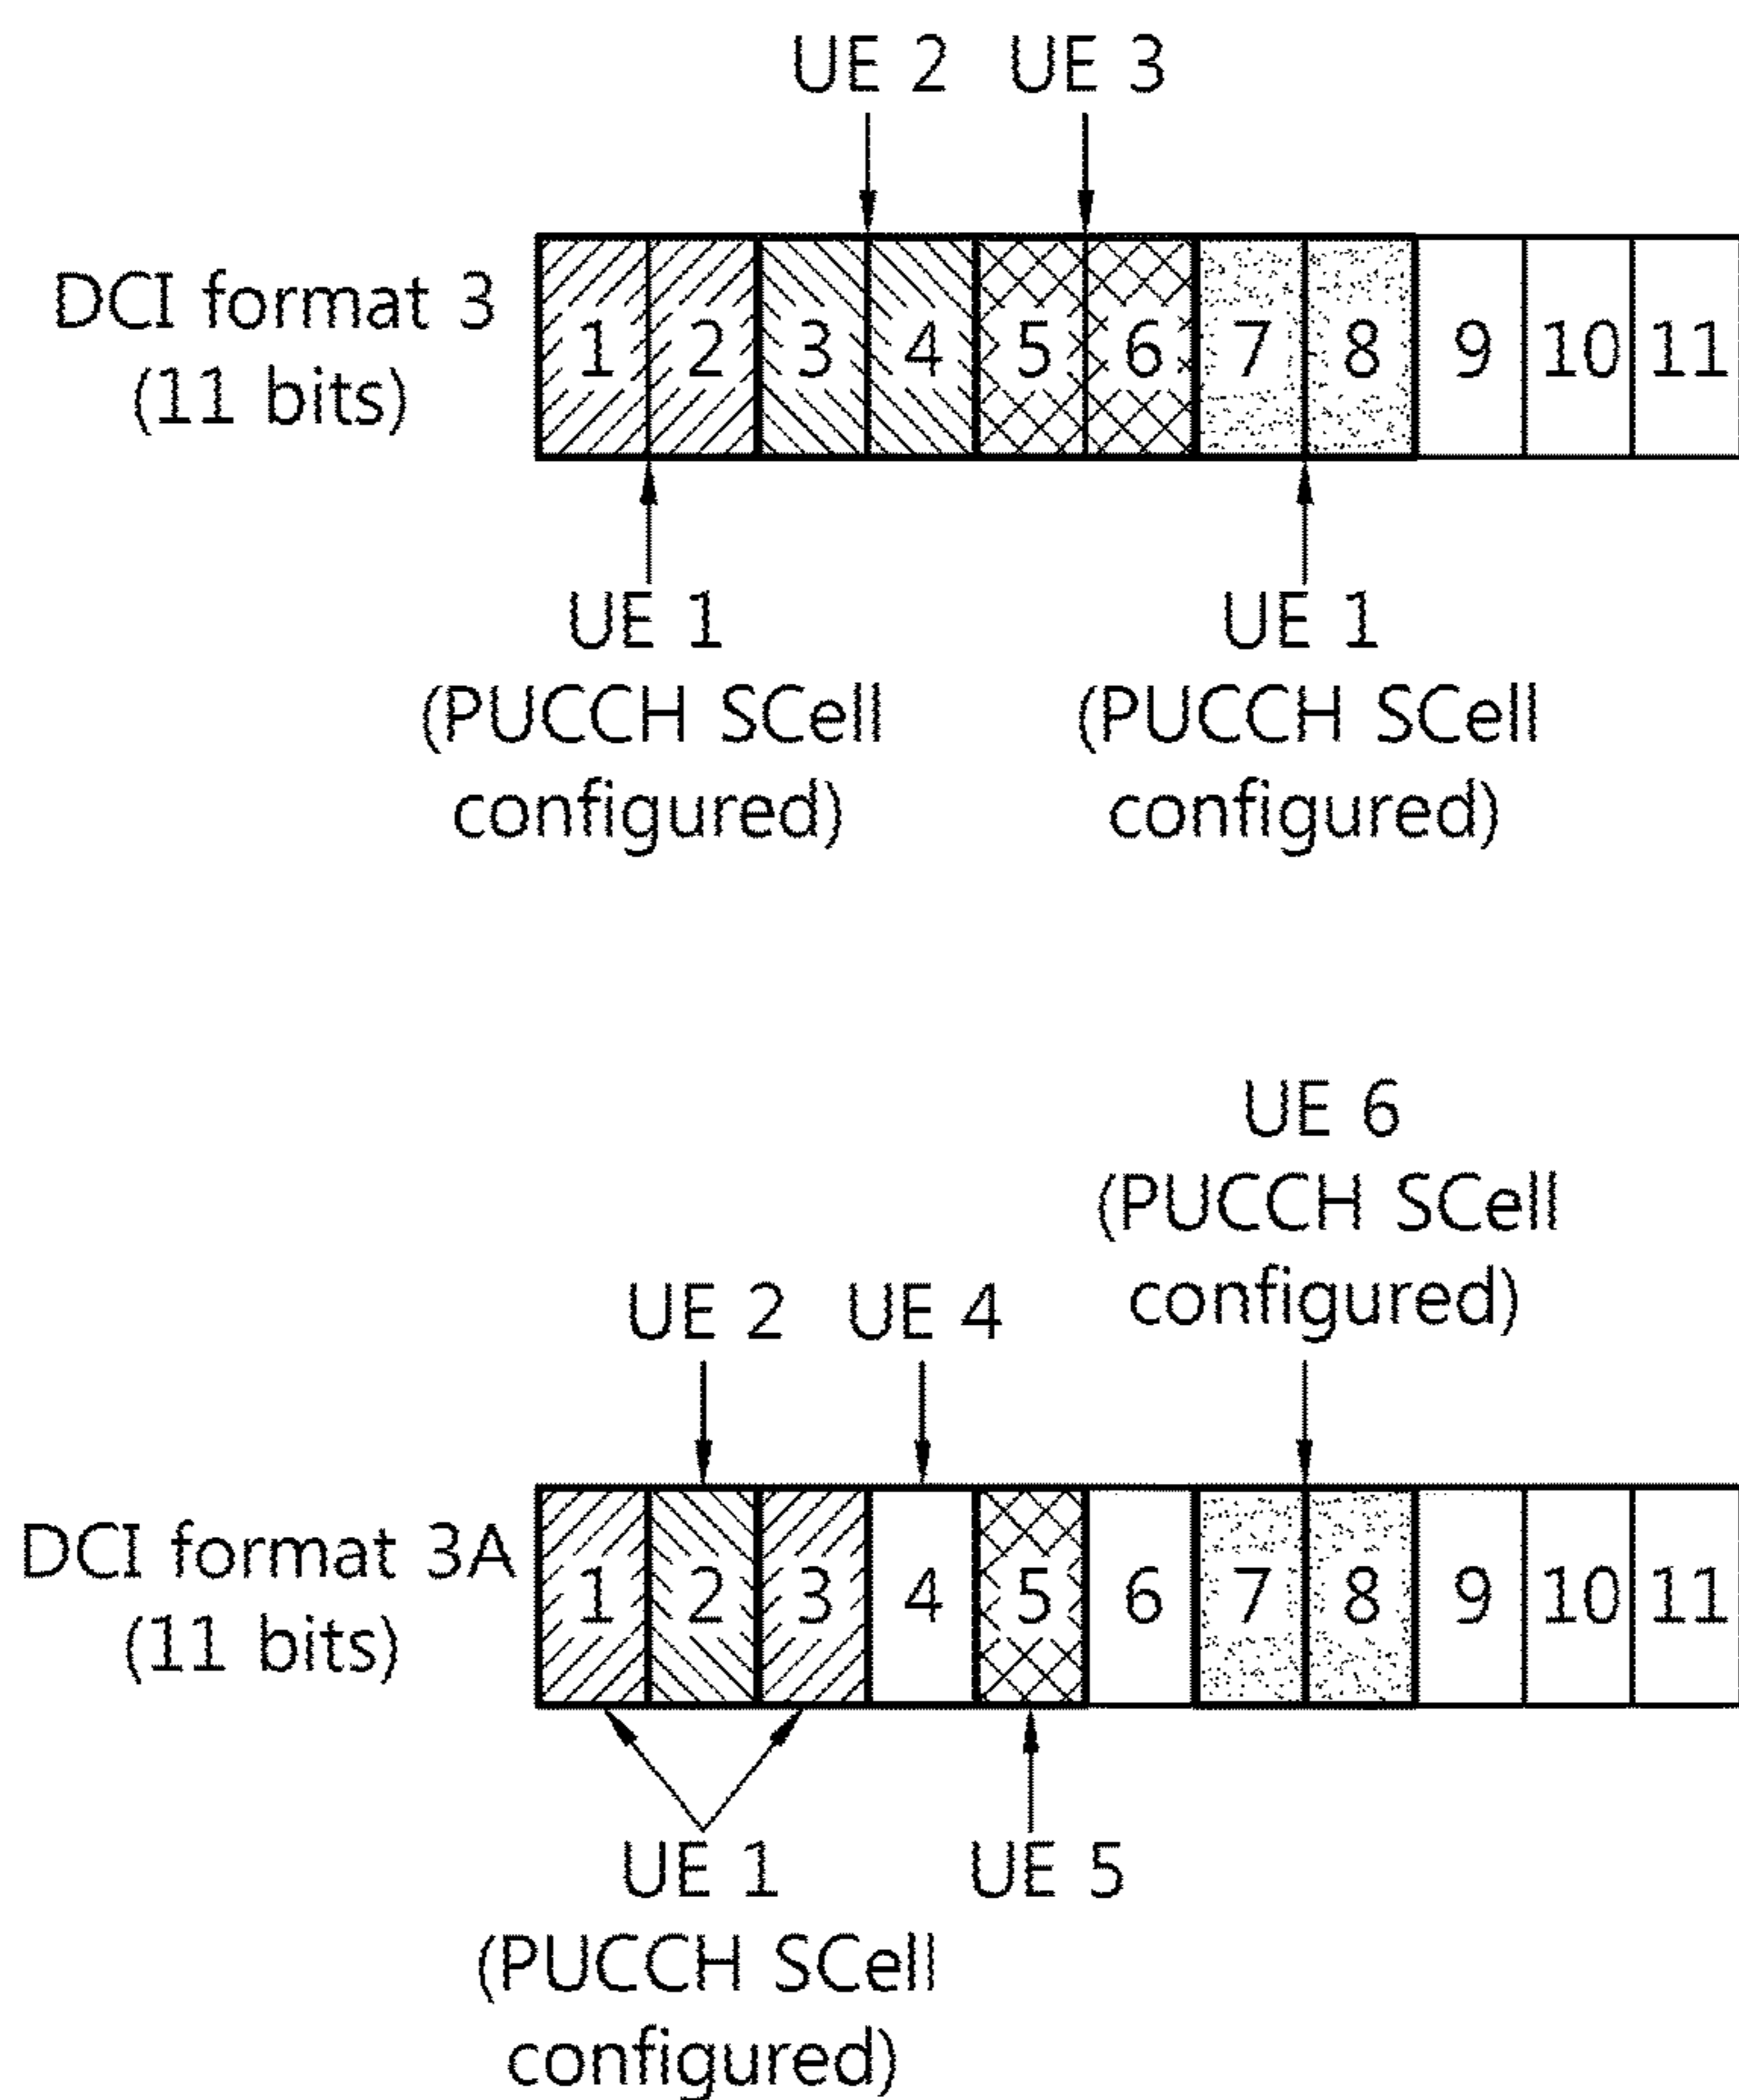 UE 2 UE 3
DCI format 3
(11 bits)
1 2 3 4 5 6 7 8 9 10 11
UE 1
(PUCCH SCell
configured)
UE 1
(PUCCH SCell
configured)
UE 6
(PUCCH SCell
configured)
UE 2 UE 4
DCI format 3A
(11 bits)
1 2 3 4 5 6 7 8 9 10 11
UE 1
(PUCCH SCell
configured)
UE 5